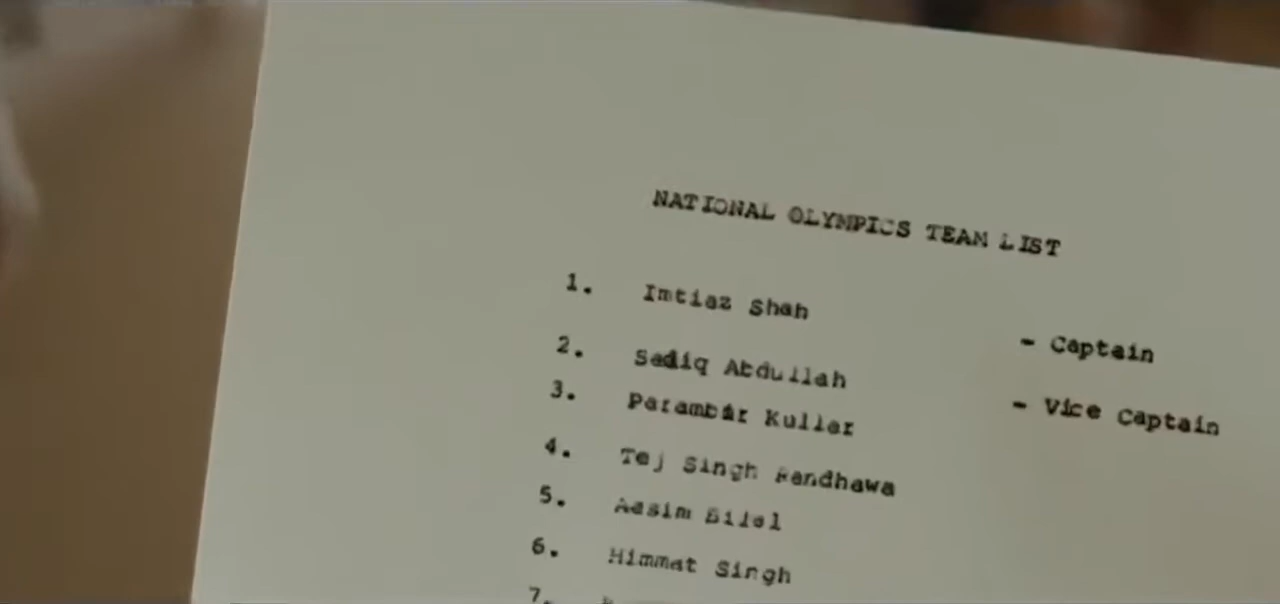 NATIONAL OLYMPICS TEAM LIST
1. Imtiaz Shah - Captain
2. Sadiq Abdullah - Vice Captain
3. Parambir Kullar
4. Tej Singh Randhawa
5. Aasim Bilal
6. Himmat Singh
7.